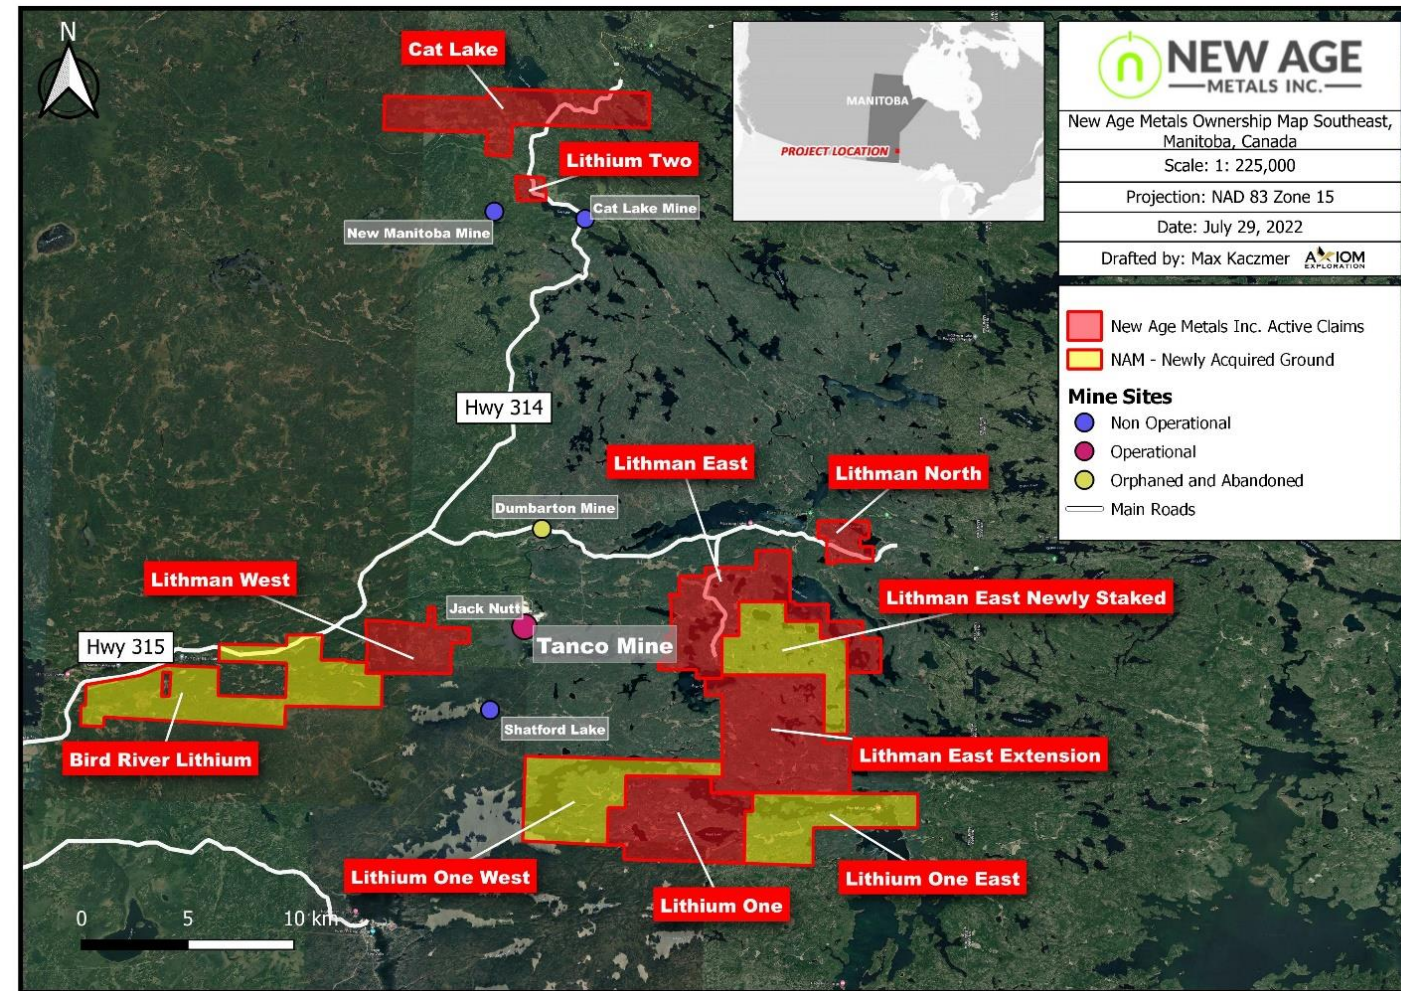 N
Cat Lake
Lithium Two
Cat Lake Mine
New Manitoba Mine
MANITOBA
PROJECT LOCATION
n NEW AGE
METALS INC.
New Age Metals Ownership Map Southeast,
Manitoba, Canada
Scale: 1: 225,000
Projection: NAD 83 Zone 15
Date: July 29, 2022
Drafted by: Max Kaczmer AXIOM
EXPLORATION
New Age Metals Inc. Active Claims
NAM - Newly Acquired Ground
Mine Sites
Non Operational
Operational
Orphaned and Abandoned
Main Roads
Hwy 314
Lithman East
Lithman North
Dumbarton Mine
Lithman West
Jack Nutt
Lithman East Newly Staked
Tanco Mine
Hwy 315
Shatford Lake
Bird River Lithium
Lithman East Extension
Lithium One West
Lithium One East
Lithium One
0 5 10 km